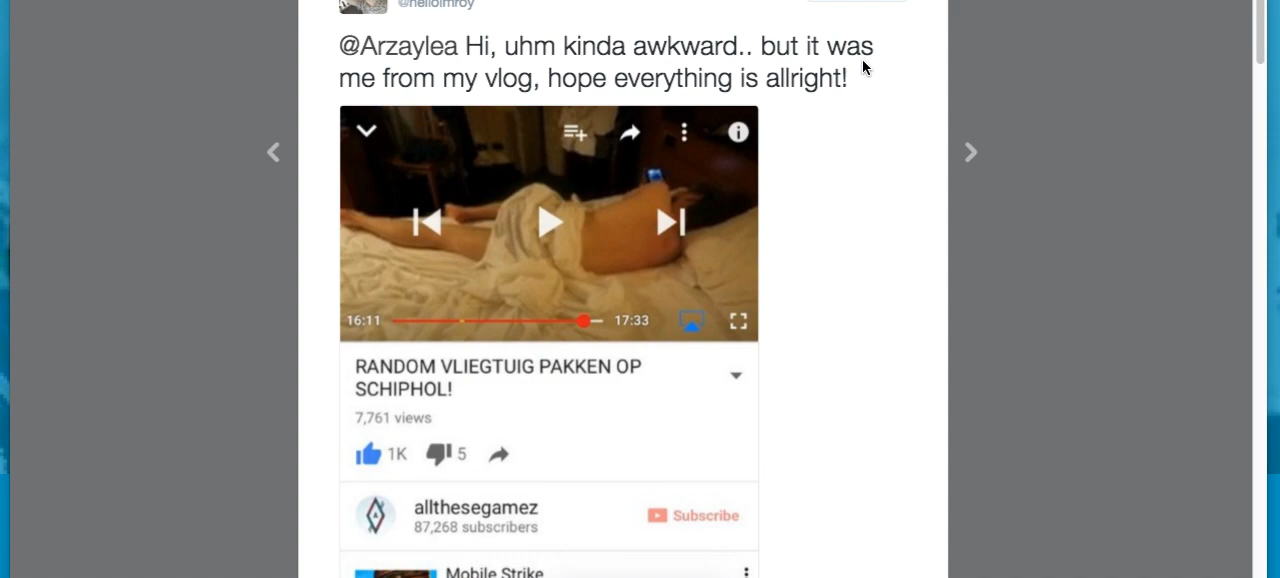 @helloimroy
@Arzaylea Hi, uhm kinda awkward.. but it was
me from my vlog, hope everything is allright!
16:11
17:33
RANDOM VLIEGTUIG PAKKEN OP
SCHIPHOL!
7,761 views
1K
5
allthesegamez
87,268 subscribers
Subscribe
Mobile Strike